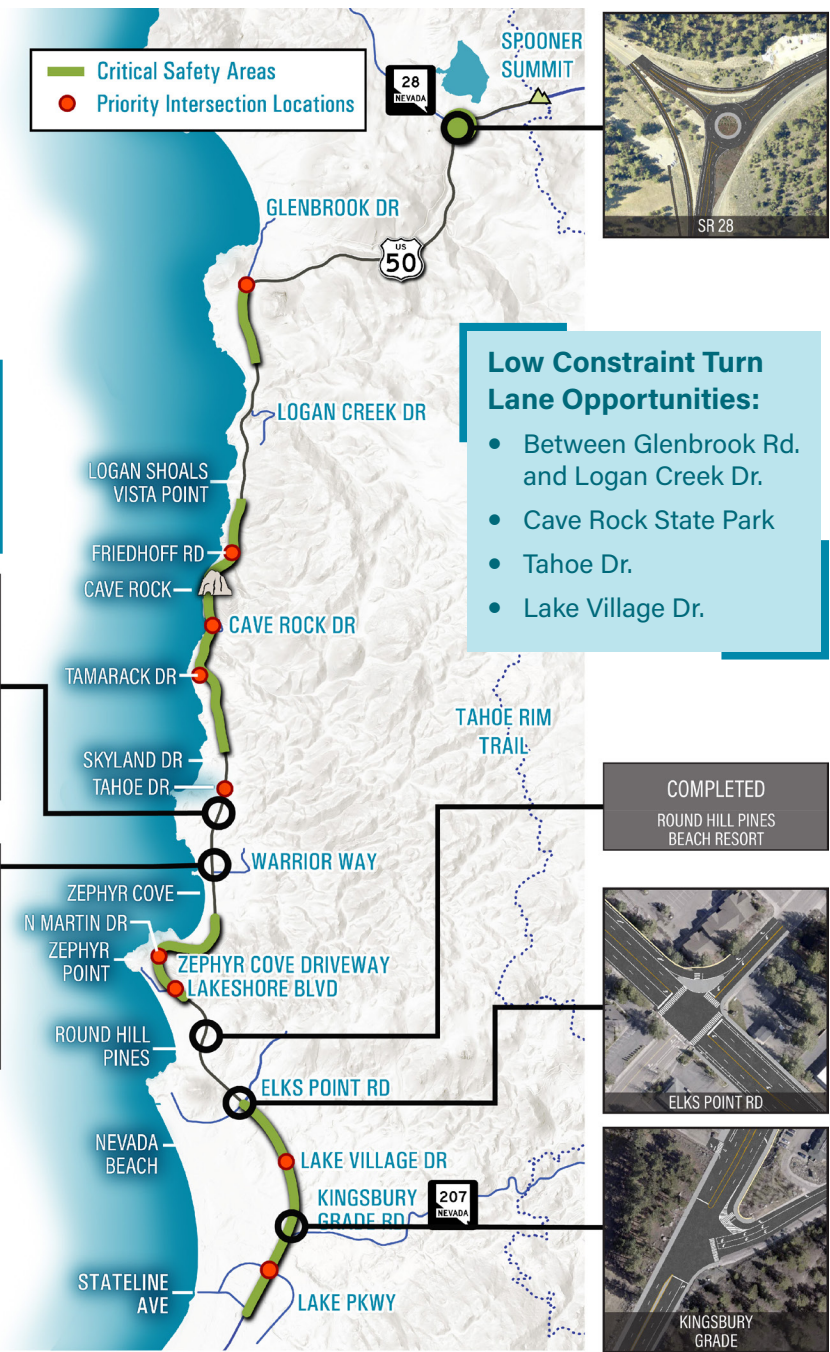 Critical Safety Areas
Priority Intersection Locations
SPOONER
SUMMIT
28
NEVADA
SR 28
GLENBROOK DR
US
50
Low Constraint Turn
Lane Opportunities:
• Between Glenbrook Rd.
and Logan Creek Dr.
• Cave Rock State Park
• Tahoe Dr.
• Lake Village Dr.
LOGAN CREEK DR
LOGAN SHOALS
VISTA POINT
FRIEDHOFF RD
CAVE ROCK
CAVE ROCK DR
TAMARACK DR
TAHOE RIM
TRAIL
SKYLAND DR
TAHOE DR
COMPLETED
ROUND HILL PINES
BEACH RESORT
WARRIOR WAY
ZEPHYR COVE
N MARTIN DR
ZEPHYR
POINT
ZEPHYR COVE DRIVEWAY
LAKESHORE BLVD
ROUND HILL
PINES
ELKS POINT RD
ELKS POINT RD
NEVADA
BEACH
LAKE VILLAGE DR
KINGSBURY
GRADE RD
207
NEVADA
STATELINE
AVE
LAKE PKWY
KINGSBURY
GRADE